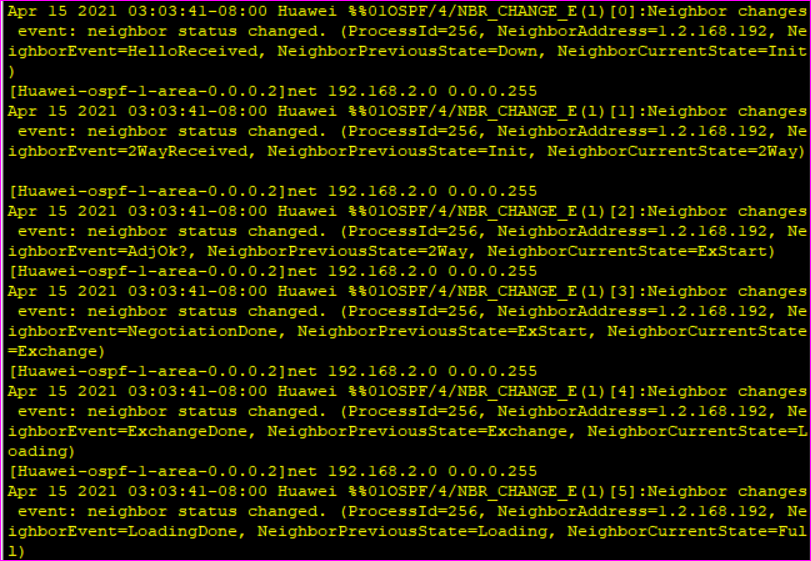 Apr 15 2021 03:03:41-08:00 Huawei %%01OSPF/4/NBR_CHANGE_E(l)[0]:Neighbor changes
 event: neighbor status changed. (ProcessId=256, NeighborAddress=1.2.168.192, Ne
ighborEvent=HelloReceived, NeighborPreviousState=Down, NeighborCurrentState=Init
)
[Huawei-ospf-1-area-0.0.0.2]net 192.168.2.0 0.0.0.255
Apr 15 2021 03:03:41-08:00 Huawei %%01OSPF/4/NBR_CHANGE_E(l)[1]:Neighbor changes
 event: neighbor status changed. (ProcessId=256, NeighborAddress=1.2.168.192, Ne
ighborEvent=2WayReceived, NeighborPreviousState=Init, NeighborCurrentState=2Way)
[Huawei-ospf-1-area-0.0.0.2]net 192.168.2.0 0.0.0.255
Apr 15 2021 03:03:41-08:00 Huawei %%01OSPF/4/NBR_CHANGE_E(l)[2]:Neighbor changes
 event: neighbor status changed. (ProcessId=256, NeighborAddress=1.2.168.192, Ne
ighborEvent=AdjOk?, NeighborPreviousState=2Way, NeighborCurrentState=ExStart)
[Huawei-ospf-1-area-0.0.0.2]net 192.168.2.0 0.0.0.255
Apr 15 2021 03:03:41-08:00 Huawei %%01OSPF/4/NBR_CHANGE_E(l)[3]:Neighbor changes
 event: neighbor status changed. (ProcessId=256, NeighborAddress=1.2.168.192, Ne
ighborEvent=NegotiationDone, NeighborPreviousState=ExStart, NeighborCurrentState
=Exchange)
[Huawei-ospf-1-area-0.0.0.2]net 192.168.2.0 0.0.0.255
Apr 15 2021 03:03:41-08:00 Huawei %%01OSPF/4/NBR_CHANGE_E(l)[4]:Neighbor changes
 event: neighbor status changed. (ProcessId=256, NeighborAddress=1.2.168.192, Ne
ighborEvent=ExchangeDone, NeighborPreviousState=Exchange, NeighborCurrentState=L
oading)
[Huawei-ospf-1-area-0.0.0.2]net 192.168.2.0 0.0.0.255
Apr 15 2021 03:03:41-08:00 Huawei %%01OSPF/4/NBR_CHANGE_E(l)[5]:Neighbor changes
 event: neighbor status changed. (ProcessId=256, NeighborAddress=1.2.168.192, Ne
ighborEvent=LoadingDone, NeighborPreviousState=Loading, NeighborCurrentState=Ful
l)